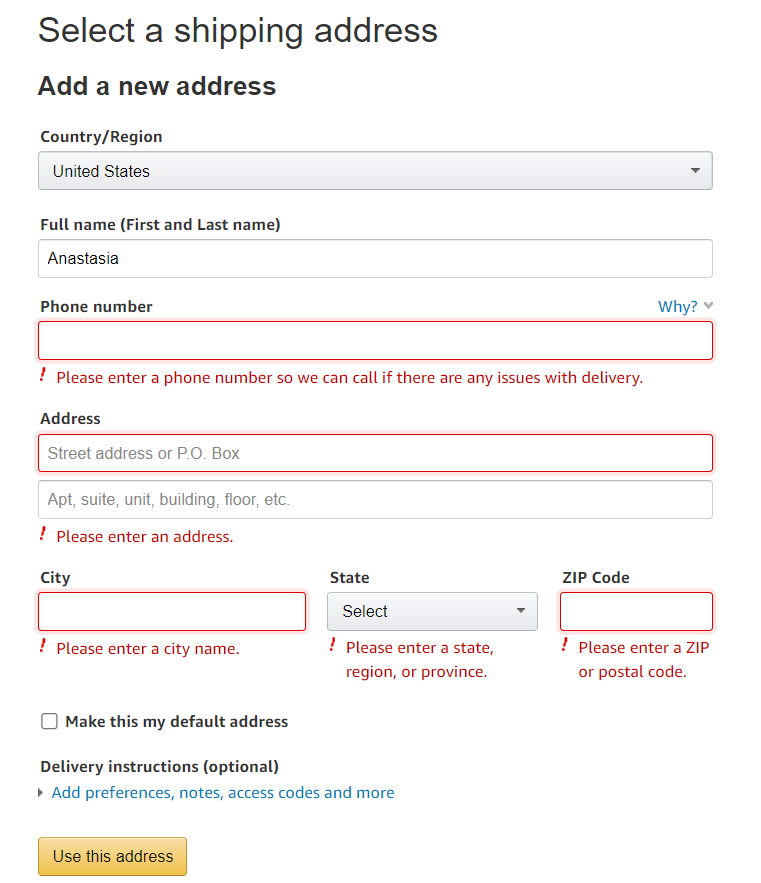 Select a shipping address
Add a new address
Country/Region
United States
Full name (First and Last name)
Anastasia
Phone number Why?
! Please enter a phone number so we can call if there are any issues with delivery.
Address
Street address or P.O. Box
Apt, suite, unit, building, floor, etc.
! Please enter an address.
City State ZIP Code
Select
! Please enter a city name. ! Please enter a state, ! Please enter a ZIP
region, or province. or postal code.
Make this my default address
Delivery instructions (optional)
Add preferences, notes, access codes and more
Use this address